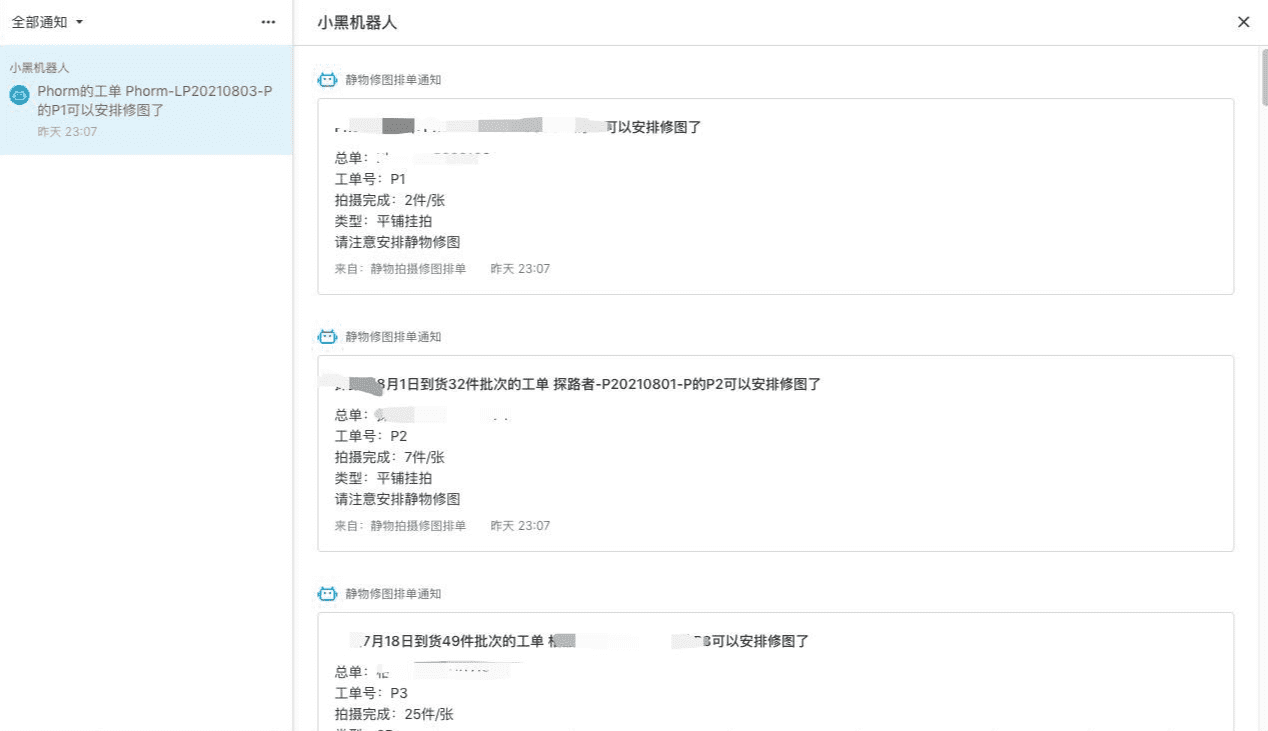 全部通知
小黑机器人
小黑机器人
Phorm的工单 Phorm-LP20210803-P
的P1可以安排修图了
昨天 23:07
静物修图排单通知
可以安排修图了
总单：
工单号：P1
拍摄完成：2件/张
类型：平铺挂拍
请注意安排静物修图
来自：静物拍摄修图排单 昨天 23:07
静物修图排单通知
8月1日到货32件批次的工单 探路者-P20210801-P的P2可以安排修图了
总单：
工单号：P2
拍摄完成：7件/张
类型：平铺挂拍
请注意安排静物修图
来自：静物拍摄修图排单 昨天 23:07
静物修图排单通知
7月18日到货49件批次的工单 可以安排修图了
总单：
工单号：P3
拍摄完成：25件/张